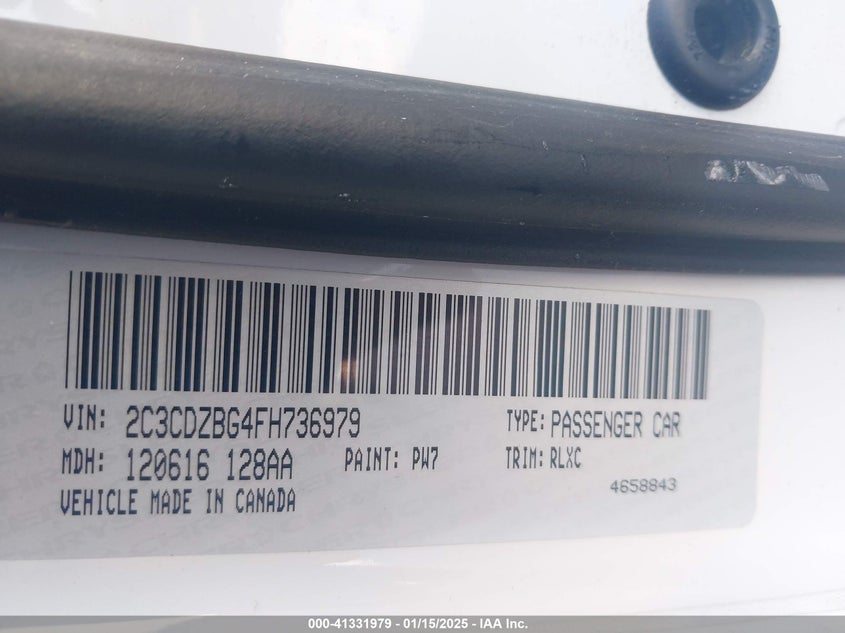 VIN: 2C3CDZBG4FH736979 TYPE: PASSENGER CAR
MDH: 120616 128AA PAINT: PW7 TRIM: RLXC
VEHICLE MADE IN CANADA 4658843
000-41331979 - 01/15/2025 - IAA Inc.